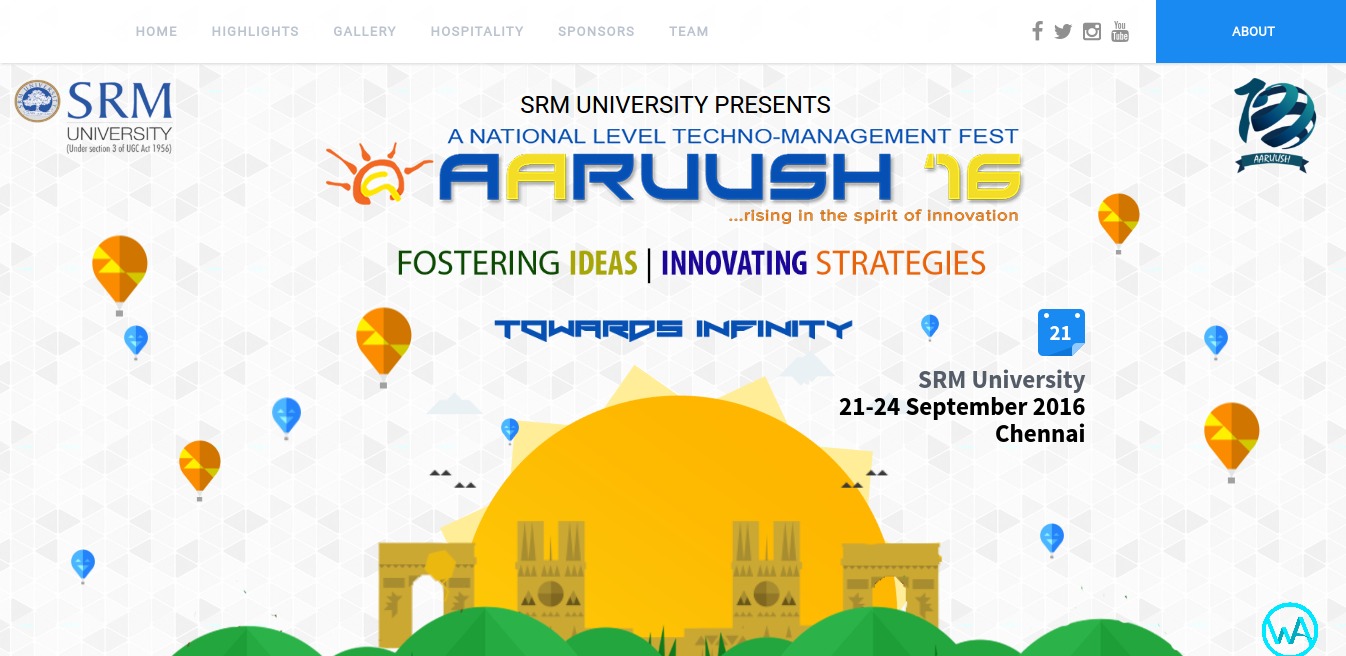 HOME HIGHLIGHTS GALLERY HOSPITALITY SPONSORS TEAM You Tube ABOUT
SRM
UNIVERSITY
(Under section 3 of UGC Act 1956)
SRM UNIVERSITY PRESENTS
A NATIONAL LEVEL TECHNO-MANAGEMENT FEST
AARUUSH '16
...rising in the spirit of innovation
10
AARUUSH
FOSTERING IDEAS | INNOVATING STRATEGIES
TOWARDS INFINITY
21
SRM University
21-24 September 2016
Chennai
WA